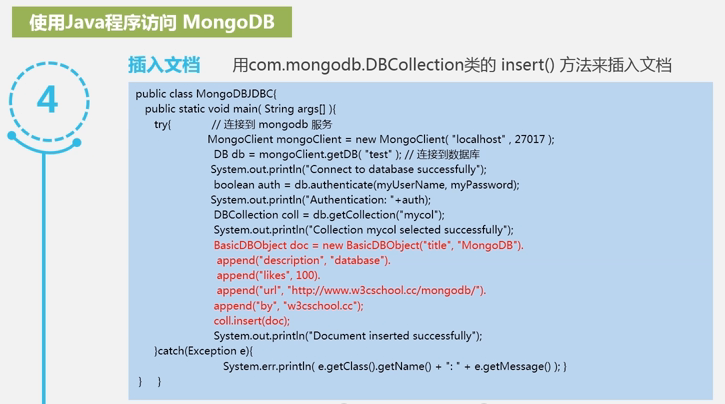 使用Java程序访问 MongoDB
插入文档 用com.mongodb.DBCollection类的 insert() 方法来插入文档
4
public class MongoDBJDBC{
public static void main( String args[] ){
try{ // 连接到 mongodb 服务
MongoClient mongoClient = new MongoClient( "localhost" , 27017 );
DB db = mongoClient.getDB( "test" ); // 连接到数据库
System.out.println("Connect to database successfully");
boolean auth = db.authenticate(myUserName, myPassword);
System.out.println("Authentication: "+auth);
DBCollection coll = db.getCollection("mycol");
System.out.println("Collection mycol selected successfully");
BasicDBObject doc = new BasicDBObject("title", "MongoDB").
append("description", "database").
append("likes", 100).
append("url", "http://www.w3cschool.cc/mongodb/").
append("by", "w3cschool.cc");
coll.insert(doc);
System.out.println("Document inserted successfully");
}catch(Exception e){
System.err.println( e.getClass().getName() + ": " + e.getMessage() ); }
} }